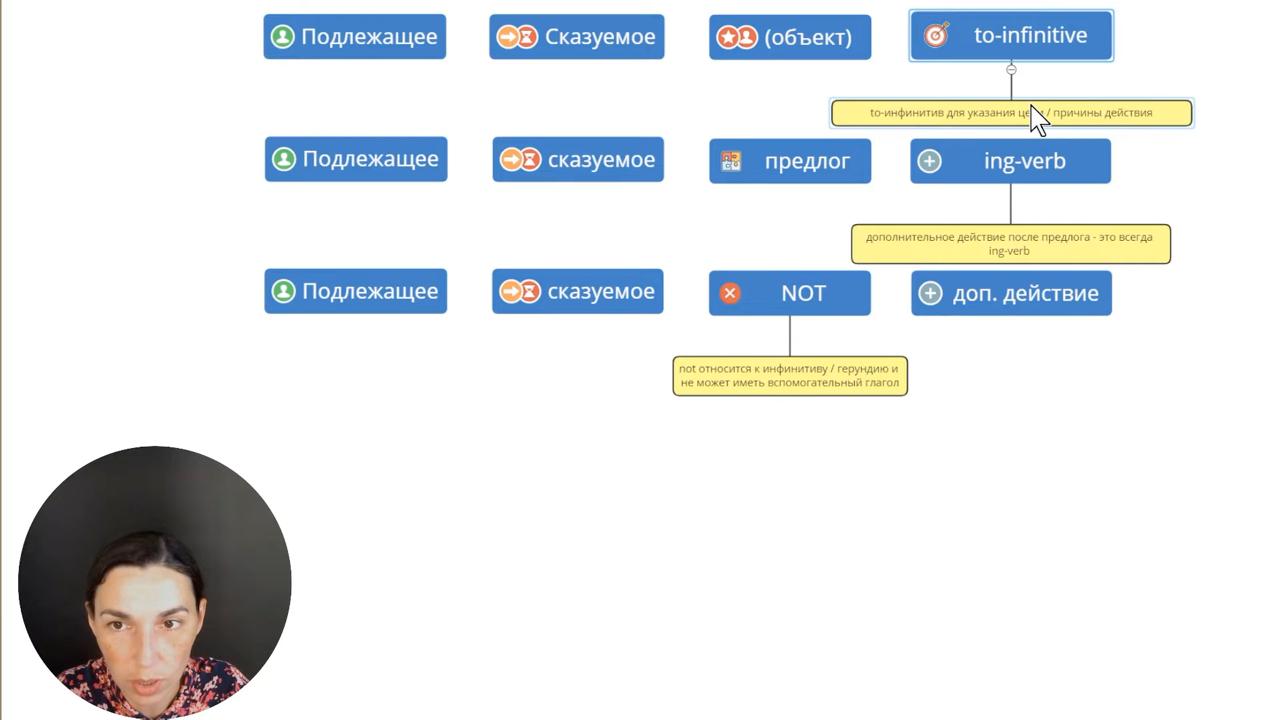 Подлежащее Сказуемое (объект) to-infinitive
to-инфинитив для указания цели / причины действия
Подлежащее сказуемое предлог ing-verb
дополнительное действие после предлога - это всегда
ing-verb
Подлежащее сказуемое NOT доп. действие
not относится к инфинитиву / герундию и
не может иметь вспомогательный глагол